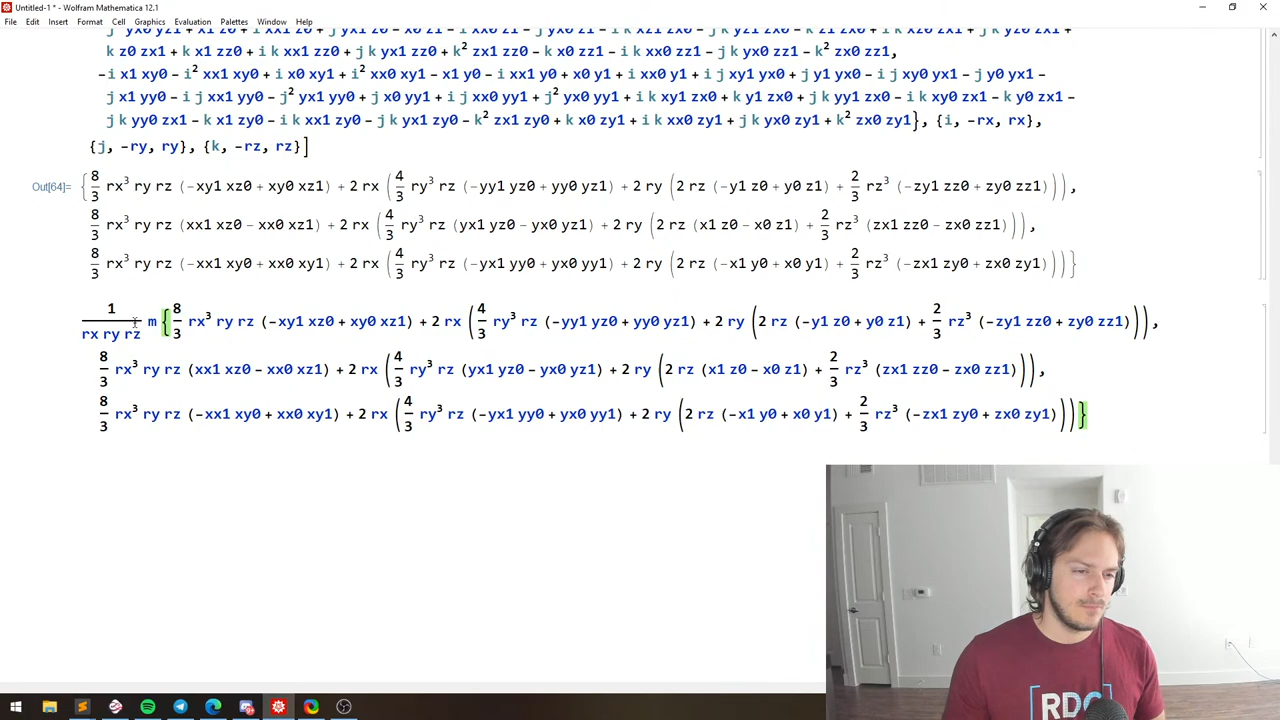 Untitled-1 * - Wolfram Mathematica 12.1
File Edit Insert Format Cell Graphics Evaluation Palettes Window Help
k z0 zx1 + k x1 zz0 + i k xx1 zz0 + j k yx1 zz0 + k² zx1 zz0 - k x0 zz1 - i k xx0 zz1 - j k yx0 zz1 - k² zx0 zz1,
-i x1 xy0 - i² xx1 xy0 + i x0 xy1 + i² xx0 xy1 - x1 y0 - i xx1 y0 + x0 y1 + i xx0 y1 + i j xy1 yx0 + j y1 yx0 - i j xy0 yx1 - j y0 yx1 -
j x1 yy0 - i j xx1 yy0 - j² yx1 yy0 + j x0 yy1 + i j xx0 yy1 + j² yx0 yy1 + i k xy1 zx0 + k y1 zx0 + j k yy1 zx0 - i k xy0 zx1 - k y0 zx1 -
j k yy0 zx1 - k x1 zy0 - i k xx1 zy0 - j k yx1 zy0 - k² zx1 zy0 + k x0 zy1 + i k xx0 zy1 + j k yx0 zy1 + k² zx0 zy1}, {i, -rx, rx},
{j, -ry, ry}, {k, -rz, rz}]
Out[64]= {8/3 rx³ ry rz (-xy1 xz0 + xy0 xz1) + 2 rx (4/3 ry³ rz (-yy1 yz0 + yy0 yz1) + 2 ry (2 rz (-y1 z0 + y0 z1) + 2/3 rz³ (-zy1 zz0 + zy0 zz1))),
8/3 rx³ ry rz (xx1 xz0 - xx0 xz1) + 2 rx (4/3 ry³ rz (yx1 yz0 - yx0 yz1) + 2 ry (2 rz (x1 z0 - x0 z1) + 2/3 rz³ (zx1 zz0 - zx0 zz1))),
8/3 rx³ ry rz (-xx1 xy0 + xx0 xy1) + 2 rx (4/3 ry³ rz (-yx1 yy0 + yx0 yy1) + 2 ry (2 rz (-x1 y0 + x0 y1) + 2/3 rz³ (-zx1 zy0 + zx0 zy1)))}
1/(rx ry rz) m {8/3 rx³ ry rz (-xy1 xz0 + xy0 xz1) + 2 rx (4/3 ry³ rz (-yy1 yz0 + yy0 yz1) + 2 ry (2 rz (-y1 z0 + y0 z1) + 2/3 rz³ (-zy1 zz0 + zy0 zz1))),
8/3 rx³ ry rz (xx1 xz0 - xx0 xz1) + 2 rx (4/3 ry³ rz (yx1 yz0 - yx0 yz1) + 2 ry (2 rz (x1 z0 - x0 z1) + 2/3 rz³ (zx1 zz0 - zx0 zz1))),
8/3 rx³ ry rz (-xx1 xy0 + xx0 xy1) + 2 rx (4/3 ry³ rz (-yx1 yy0 + yx0 yy1) + 2 ry (2 rz (-x1 y0 + x0 y1) + 2/3 rz³ (-zx1 zy0 + zx0 zy1)))}